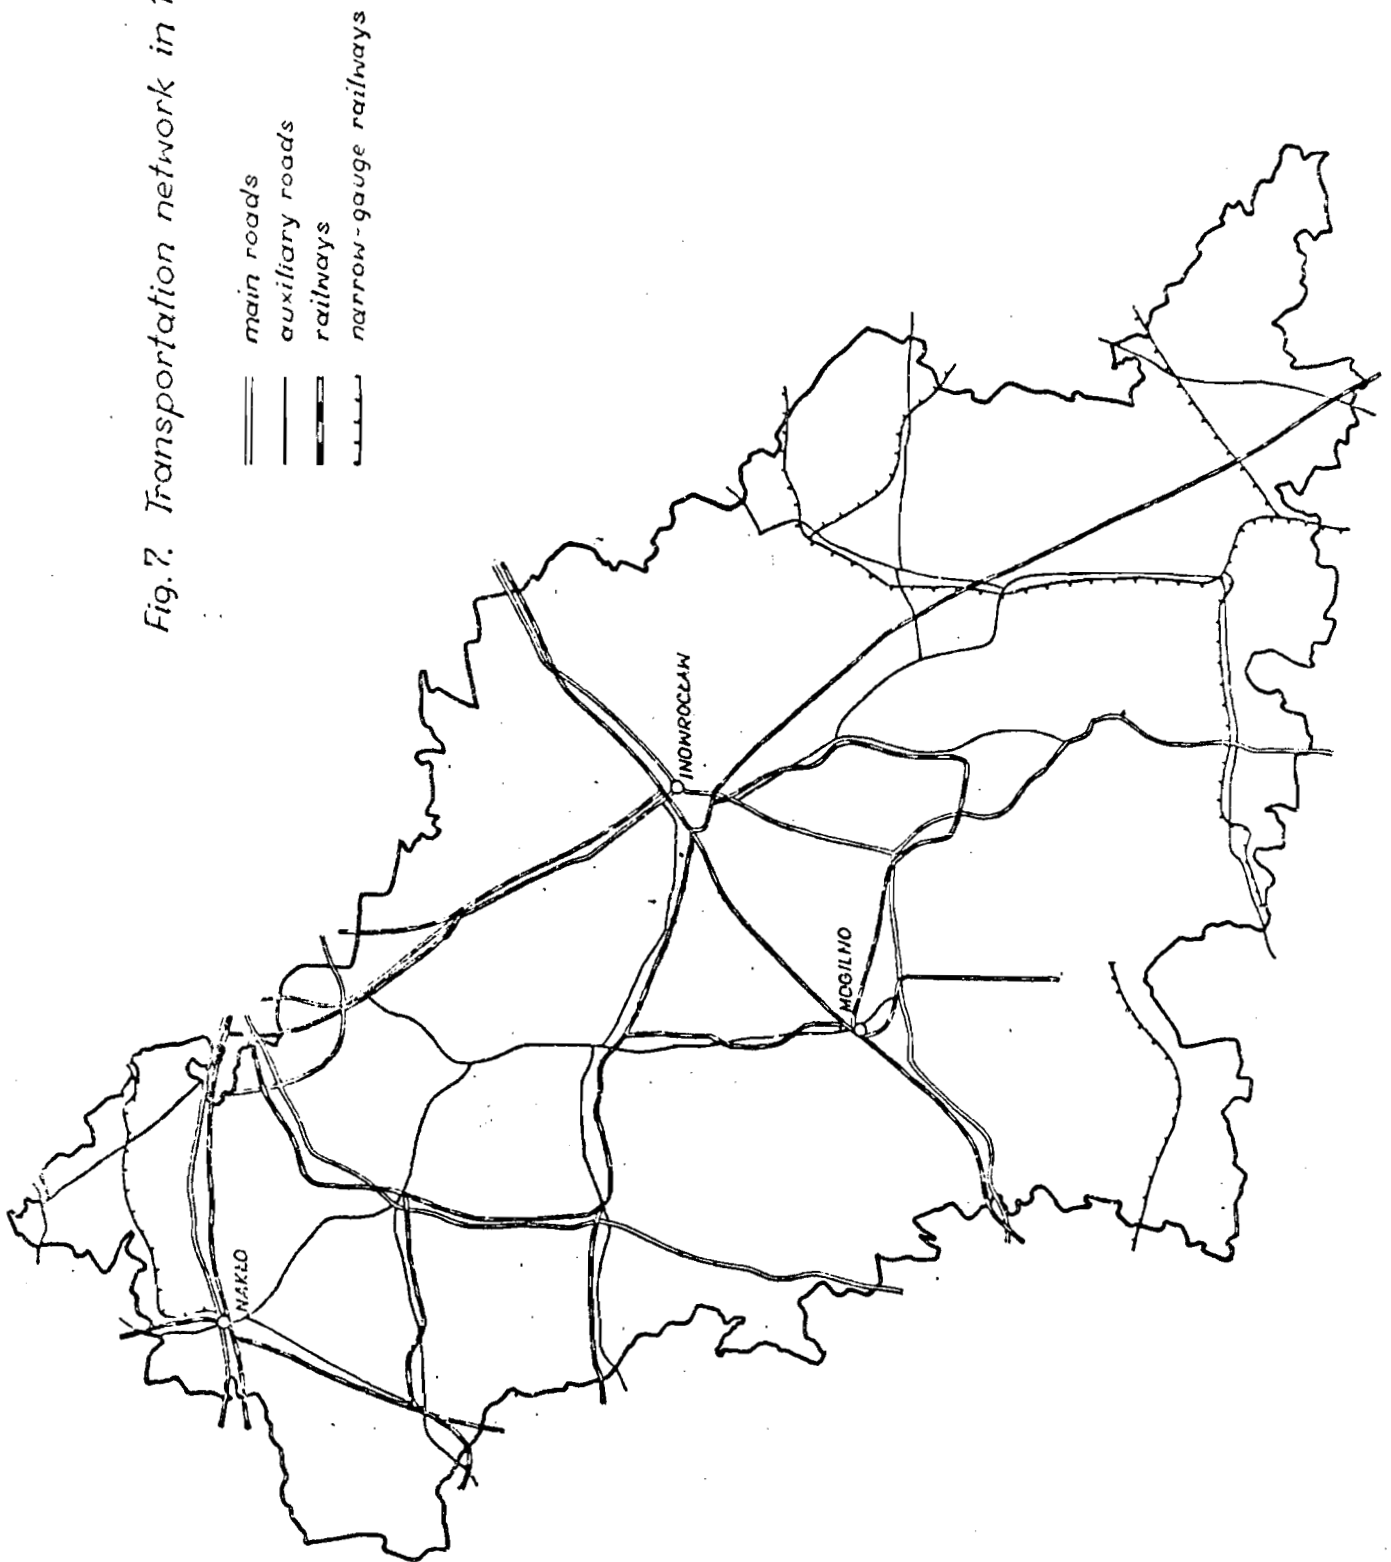 Fig. 7. Transportation network in
main roads
auxiliary roads
railways
narrow-gauge railways
NAKŁO
INOWROCŁAW
MOGILNO